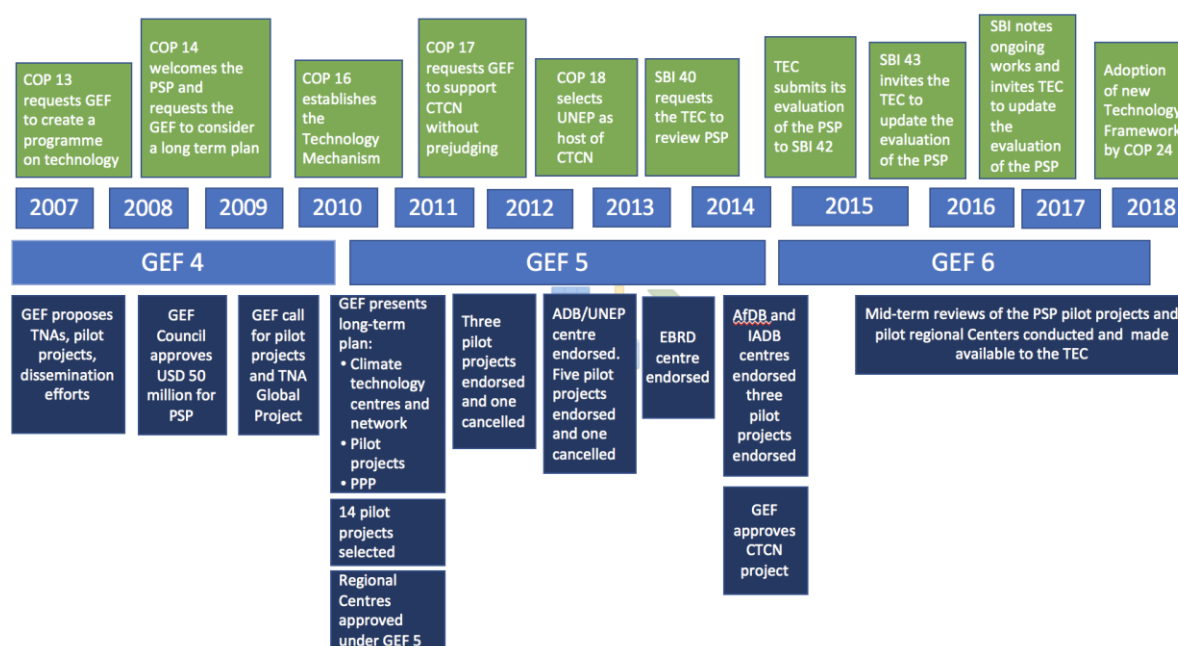 COP 13
requests GEF
to create a
programme
on technology
COP 14
welcomes the
PSP and
requests the
GEF to consider
a long term plan
COP 16
establishes
the
Technology
Mechanism
COP 17
requests GEF
to support
CTCN
without
prejudging
COP 18
selects
UNEP as
host of
CTCN
SBI 40
requests
the TEC to
review PSP
TEC
submits its
evaluation
of the PSP
to SBI 42
SBI 43
invites the
TEC to
update the
evaluation
of the PSP
SBI notes
ongoing
works and
invites TEC
to update
the
evaluation
of the PSP
Adoption
of new
Technology
Framework
by COP 24
2007
2008
2009
2010
2011
2012
2013
2014
2015
2016
2017
2018
GEF 4
GEF 5
GEF 6
GEF proposes
TNAs, pilot
projects,
dissemination
efforts
GEF
Council
approves
USD 50
million for
PSP
GEF call
for pilot
projects
and TNA
Global
Project
GEF presents
long-term
plan:
• Climate
technology
centres and
network
• Pilot
projects
• PPP
14 pilot
projects
selected
Regional
Centres
approved
under GEF 5
Three
pilot
projects
endorsed
and one
cancelled
ADB/UNEP
centre
endorsed.
Five pilot
projects
endorsed
and one
cancelled
EBRD
centre
endorsed
AfDB and
IADB
centres
endorsed
three
pilot
projects
endorsed
GEF
approves
CTCN
project
Mid-term reviews of the PSP pilot projects and
pilot regional Centers conducted and made
available to the TEC